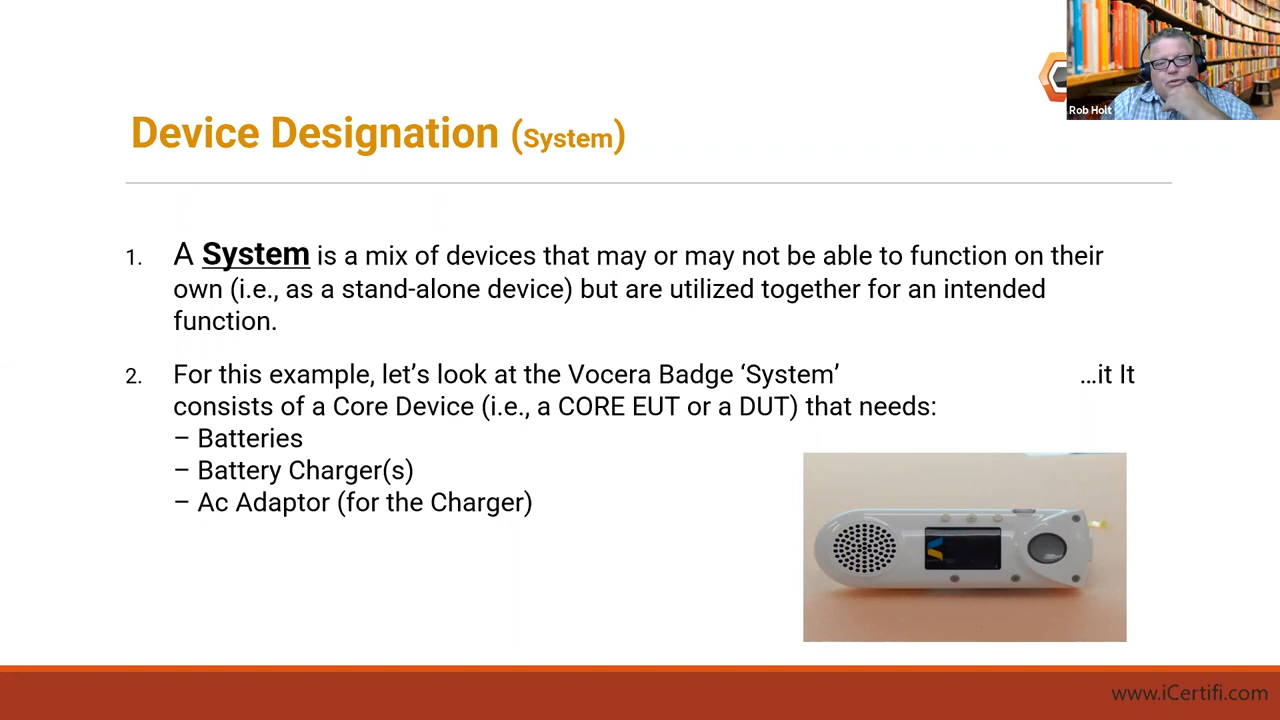 Rob Holt
Device Designation (System)
1. A System is a mix of devices that may or may not be able to function on their
own (i.e., as a stand-alone device) but are utilized together for an intended
function.
2. For this example, let’s look at the Vocera Badge ‘System’ …it It
consists of a Core Device (i.e., a CORE EUT or a DUT) that needs:
– Batteries
– Battery Charger(s)
– Ac Adaptor (for the Charger)
www.iCertifi.com